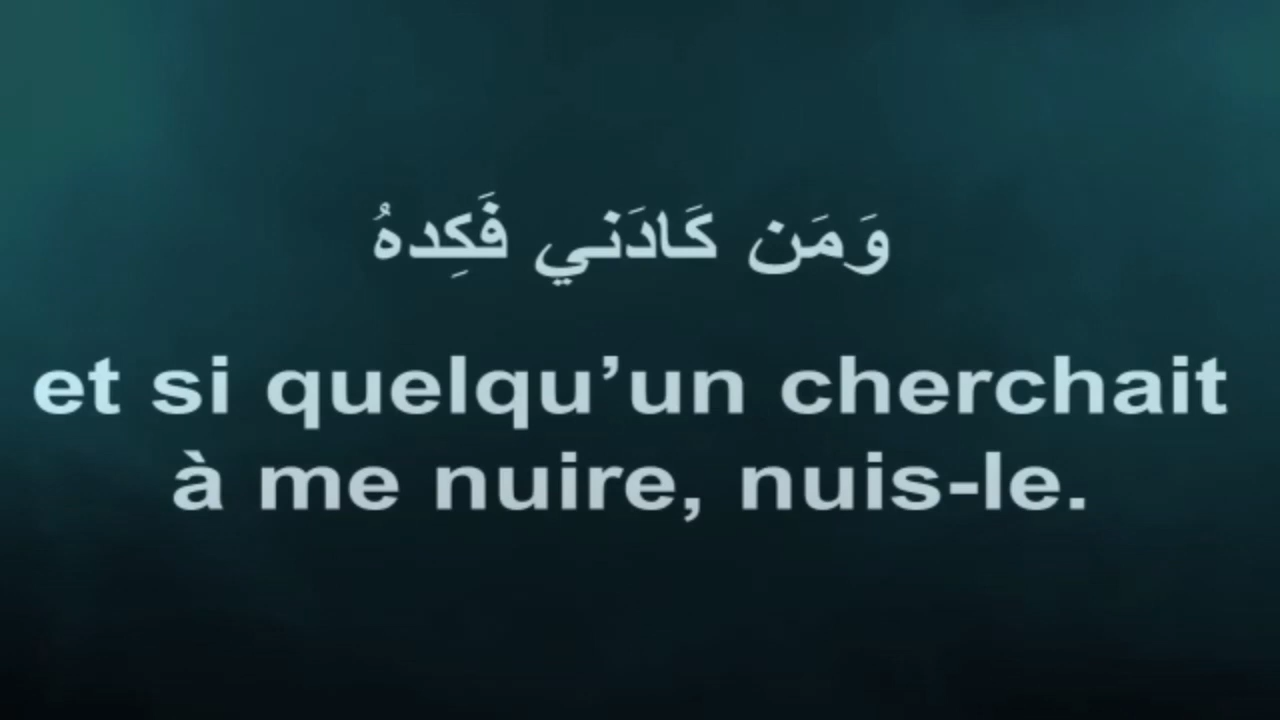 وَمَن كَادَني فَكِدهُ
et si quelqu’un cherchait
à me nuire, nuis-le.